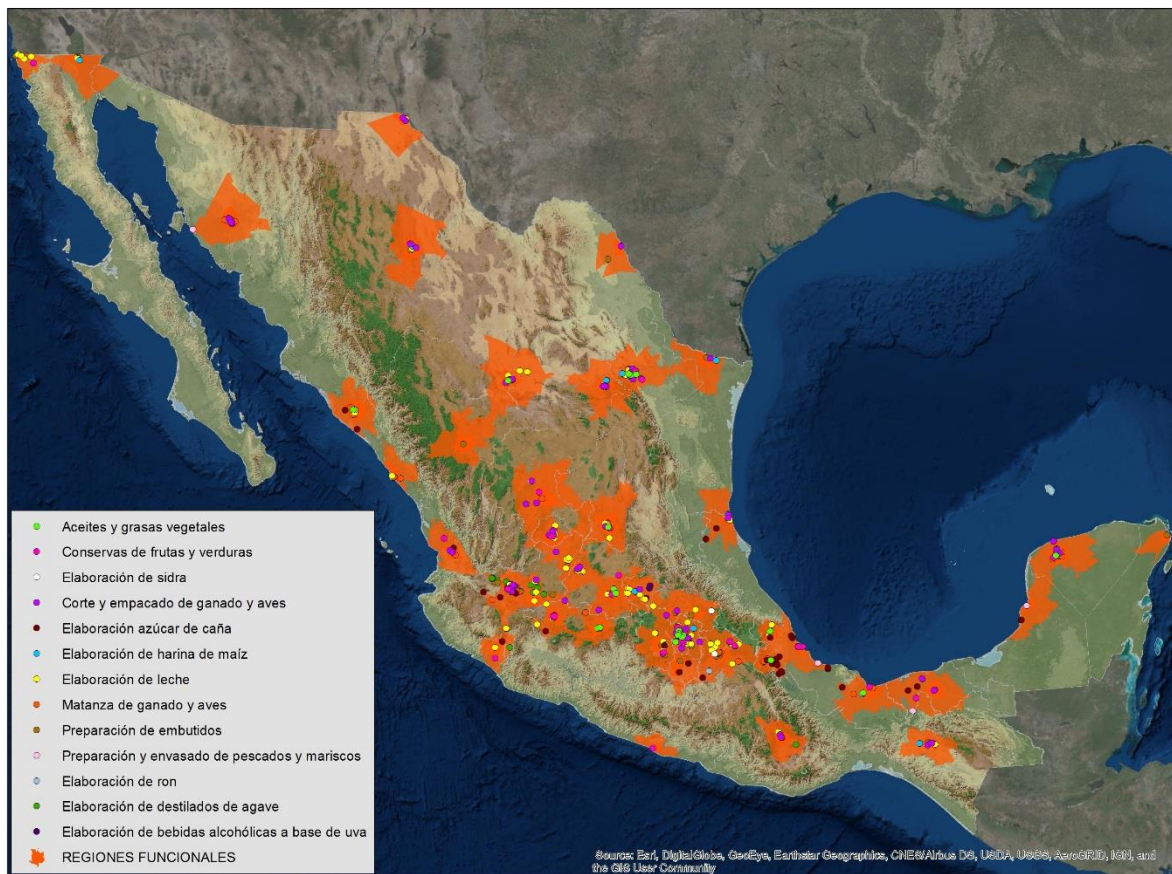 Aceites y grasas vegetales
Conservas de frutas y verduras
Elaboración de sidra
Corte y empacado de ganado y aves
Elaboración azúcar de caña
Elaboración de harina de maíz
Elaboración de leche
Matanza de ganado y aves
Preparación de embutidos
Preparación y envasado de pescados y mariscos
Elaboración de ron
Elaboración de destilados de agave
Elaboración de bebidas alcohólicas a base de uva
REGIONES FUNCIONALES
Source: Esri, DigitalGlobe, GeoEye, Earthstar Geographics, CNES/Airbus DS, USDA, USGS, AeroGRID, IGN, and
the GIS User Community